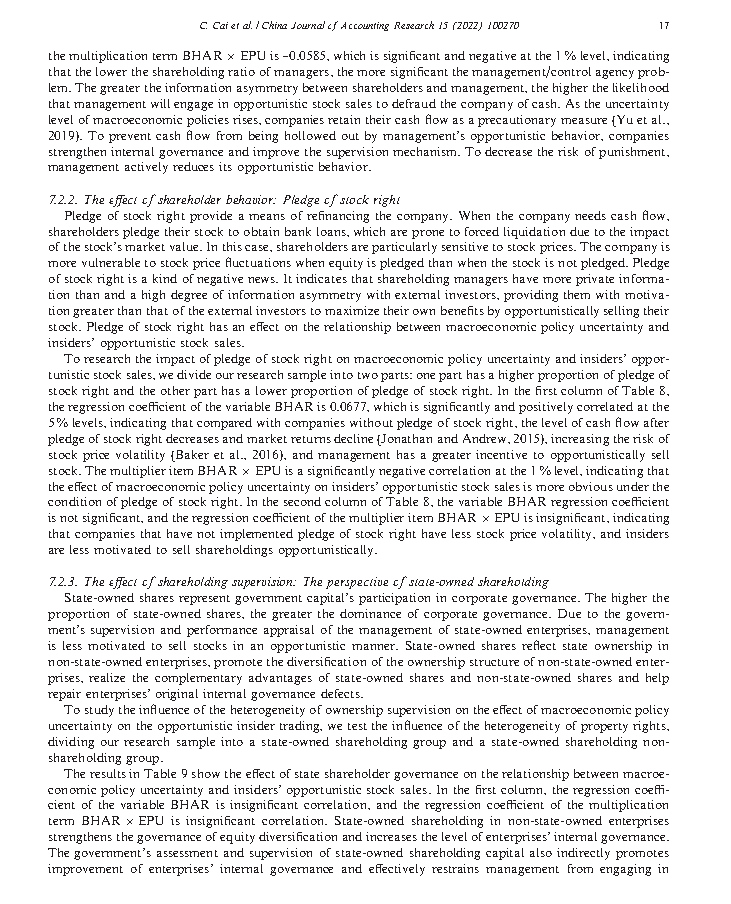 C. Cai et al. / China Journal of Accounting Research 15 (2022) 100270 17
the multiplication term BHAR × EPU is –0.0585, which is significant and negative at the 1% level, indicating
that the lower the shareholding ratio of managers, the more significant the management/control agency prob-
lem. The greater the information asymmetry between shareholders and management, the higher the likelihood
that management will engage in opportunistic stock sales to defraud the company of cash. As the uncertainty
level of macroeconomic policies rises, companies retain their cash flow as a precautionary measure (Yu et al.,
2019). To prevent cash flow from being hollowed out by management's opportunistic behavior, companies
strengthen internal governance and improve the supervision mechanism. To decrease the risk of punishment,
management actively reduces its opportunistic behavior.
7.2.2. The effect of shareholder behavior: Pledge of stock right
Pledge of stock right provide a means of refinancing the company. When the company needs cash flow,
shareholders pledge their stock to obtain bank loans, which are prone to forced liquidation due to the impact
of the stock's market value. In this case, shareholders are particularly sensitive to stock prices. The company is
more vulnerable to stock price fluctuations when equity is pledged than when the stock is not pledged. Pledge
of stock right is a kind of negative news. It indicates that shareholding managers have more private informa-
tion than and a high degree of information asymmetry with external investors, providing them with motiva-
tion greater than that of the external investors to maximize their own benefits by opportunistically selling their
stock. Pledge of stock right has an effect on the relationship between macroeconomic policy uncertainty and
insiders' opportunistic stock sales.
To research the impact of pledge of stock right on macroeconomic policy uncertainty and insiders' oppor-
tunistic stock sales, we divide our research sample into two parts: one part has a higher proportion of pledge of
stock right and the other part has a lower proportion of pledge of stock right. In the first column of Table 8,
the regression coefficient of the variable BHAR is 0.0677, which is significantly and positively correlated at the
5% levels, indicating that compared with companies without pledge of stock right, the level of cash flow after
pledge of stock right decreases and market returns decline (Jonathan and Andrew, 2015), increasing the risk of
stock price volatility (Baker et al., 2016), and management has a greater incentive to opportunistically sell
stock. The multiplier item BHAR × EPU is a significantly negative correlation at the 1% level, indicating that
the effect of macroeconomic policy uncertainty on insiders' opportunistic stock sales is more obvious under the
condition of pledge of stock right. In the second column of Table 8, the variable BHAR regression coefficient
is not significant, and the regression coefficient of the multiplier item BHAR × EPU is insignificant, indicating
that companies that have not implemented pledge of stock right have less stock price volatility, and insiders
are less motivated to sell shareholdings opportunistically.
7.2.3. The effect of shareholding supervision: The perspective of state-owned shareholding
State-owned shares represent government capital's participation in corporate governance. The higher the
proportion of state-owned shares, the greater the dominance of corporate governance. Due to the govern-
ment's supervision and performance appraisal of the management of state-owned enterprises, management
is less motivated to sell stocks in an opportunistic manner. State-owned shares reflect state ownership in
non-state-owned enterprises, promote the diversification of the ownership structure of non-state-owned enter-
prises, realize the complementary advantages of state-owned shares and non-state-owned shares and help
repair enterprises' original internal governance defects.
To study the influence of the heterogeneity of ownership supervision on the effect of macroeconomic policy
uncertainty on the opportunistic insider trading, we test the influence of the heterogeneity of property rights,
dividing our research sample into a state-owned shareholding group and a state-owned shareholding non-
shareholding group.
The results in Table 9 show the effect of state shareholder governance on the relationship between macroe-
conomic policy uncertainty and insiders' opportunistic stock sales. In the first column, the regression coeffi-
cient of the variable BHAR is insignificant correlation, and the regression coefficient of the multiplication
term BHAR × EPU is insignificant correlation. State-owned shareholding in non-state-owned enterprises
strengthens the governance of equity diversification and increases the level of enterprises' internal governance.
The government's assessment and supervision of state-owned shareholding capital also indirectly promotes
improvement of enterprises' internal governance and effectively restrains management from engaging in